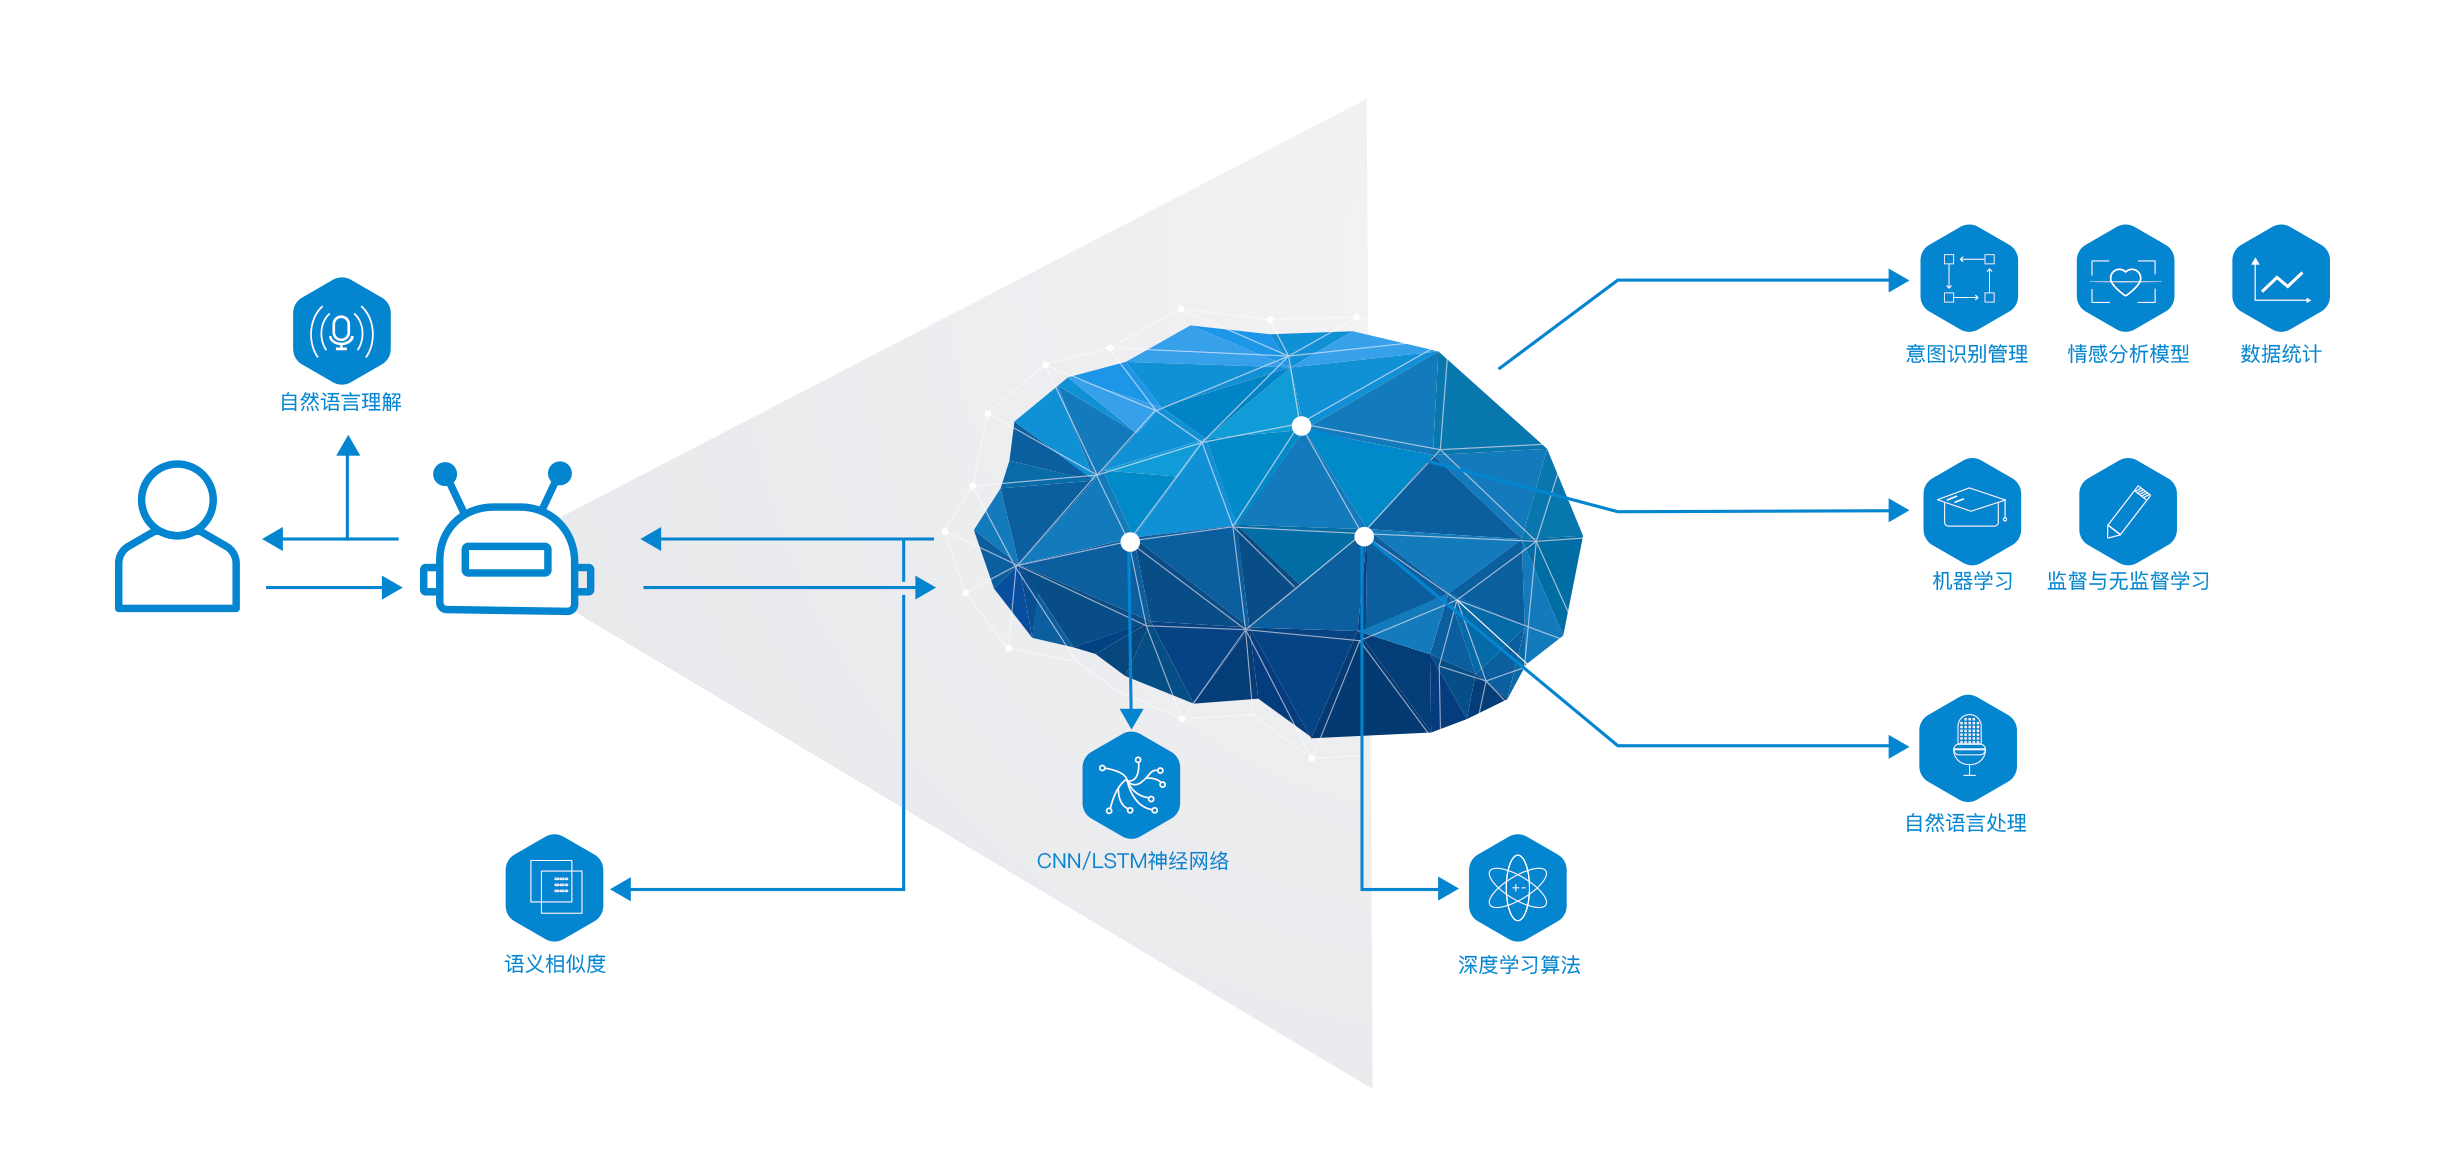 意图识别管理
情感分析模型
数据统计
自然语言理解
机器学习
监督与无监督学习
自然语言处理
CNN/LSTM神经网络
语义相似度
深度学习算法